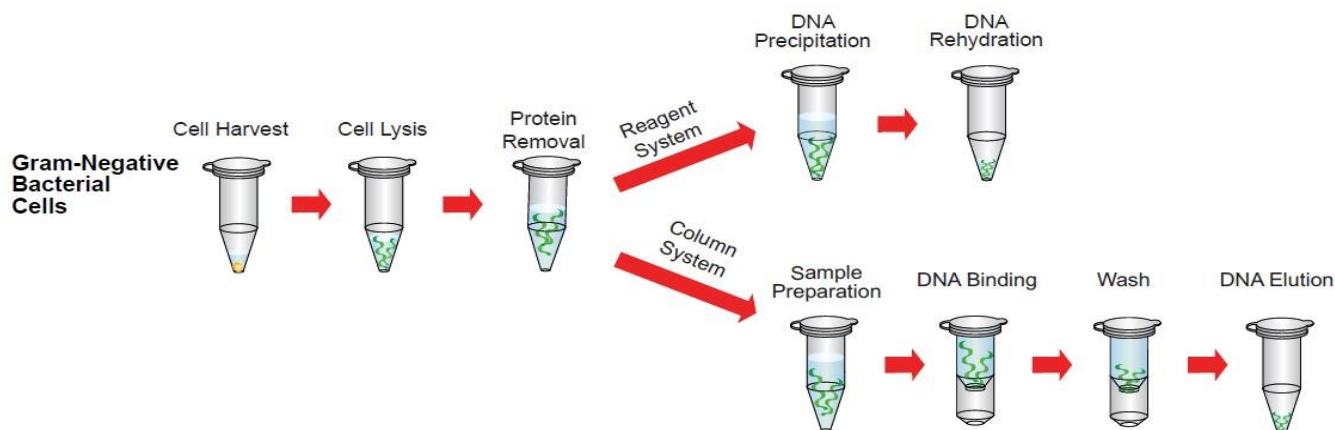 Gram-Negative
Bacterial
Cells
Cell Harvest
Cell Lysis
Protein
Removal
Reagent
System
DNA
Precipitation
DNA
Rehydration
Column
System
Sample
Preparation
DNA Binding
Wash
DNA Elution